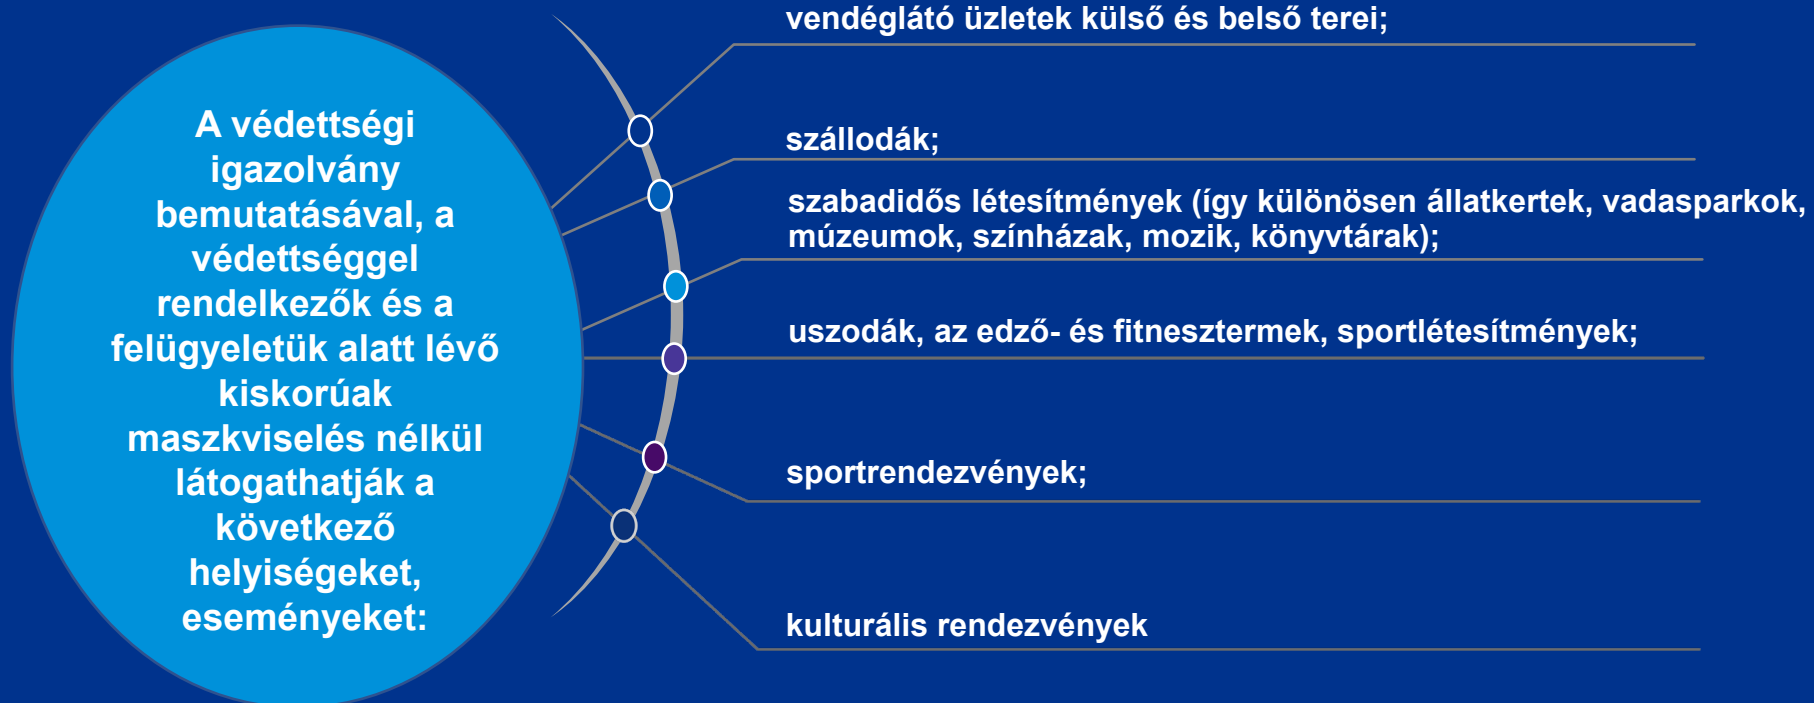 A védettségi
igazolvány
bemutatásával, a
védettséggel
rendelkezők és a
felügyeletük alatt lévő
kiskorúak
maszkviselés nélkül
látogathatják a
következő
helyiségeket,
eseményeket:
vendéglátó üzletek külső és belső terei;
szállodák;
szabadidős létesítmények (így különösen állatkertek, vadasparkok,
múzeumok, színházak, mozik, könyvtárak);
uszodák, az edző- és fitnesztermek, sportlétesítmények;
sportrendezvények;
kulturális rendezvények